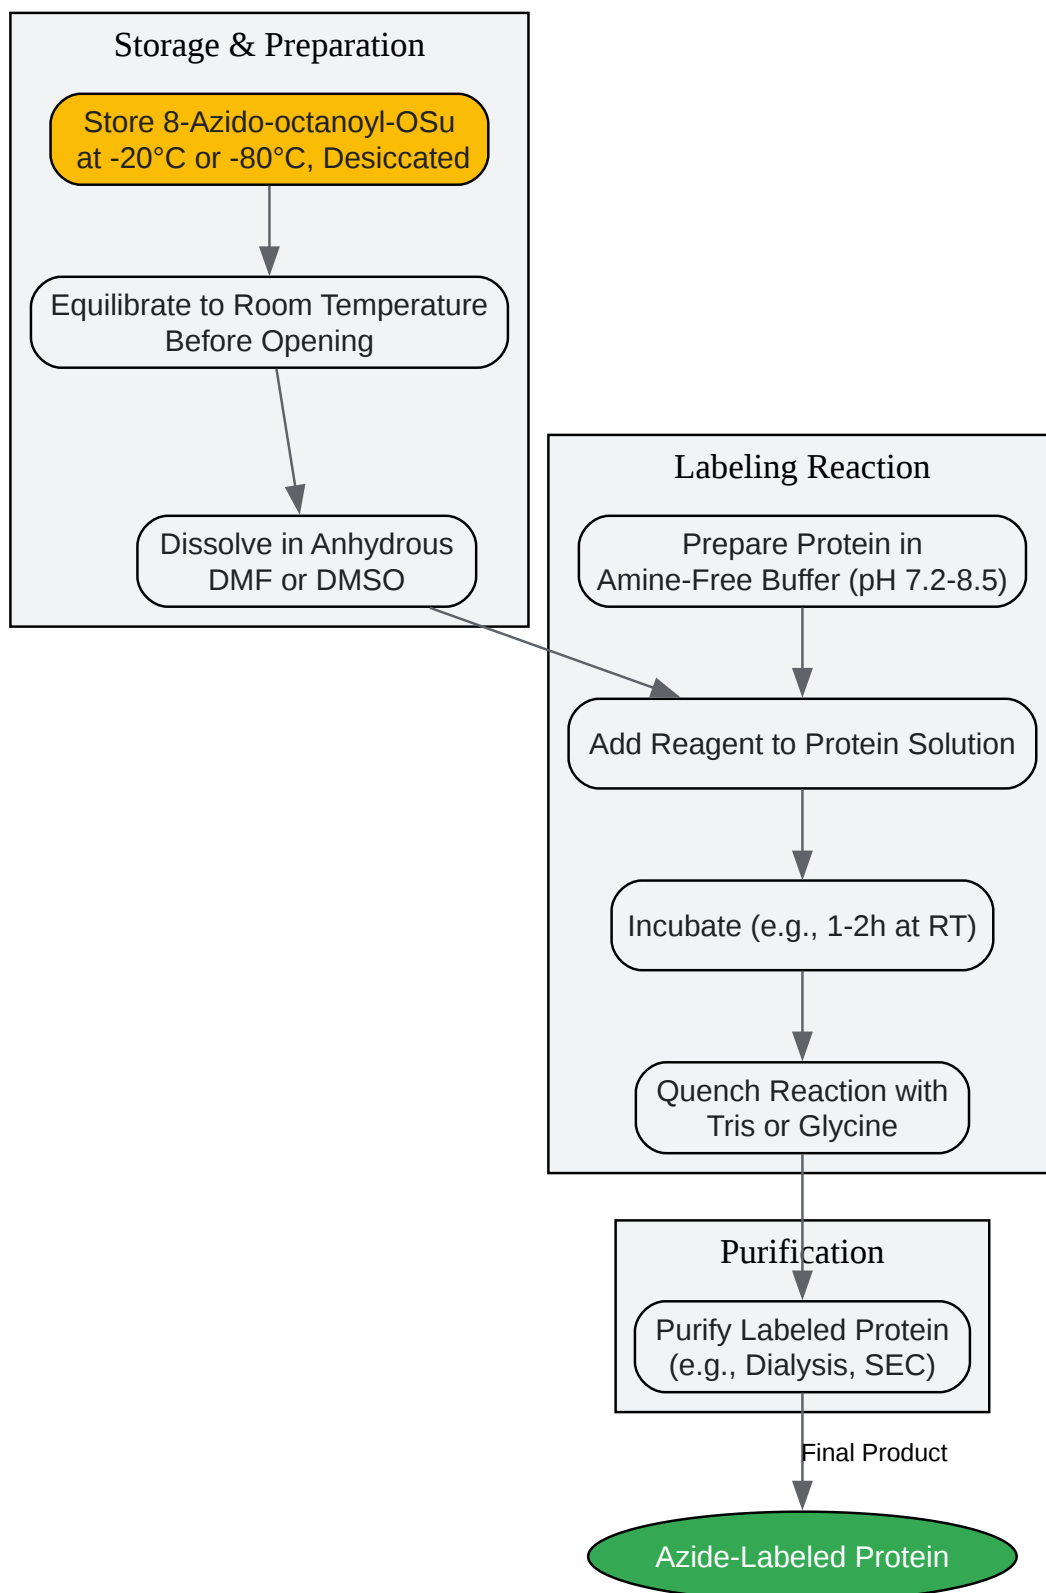 Storage & Preparation
Store 8-Azido-octanoyl-OSu
at -20°C or -80°C, Desiccated
Equilibrate to Room Temperature
Before Opening
Dissolve in Anhydrous
DMF or DMSO
Labeling Reaction
Prepare Protein in
Amine-Free Buffer (pH 7.2-8.5)
Add Reagent to Protein Solution
Incubate (e.g., 1-2h at RT)
Quench Reaction with
Tris or Glycine
Purification
Purify Labeled Protein
(e.g., Dialysis, SEC)
Final Product
Azide-Labeled Protein